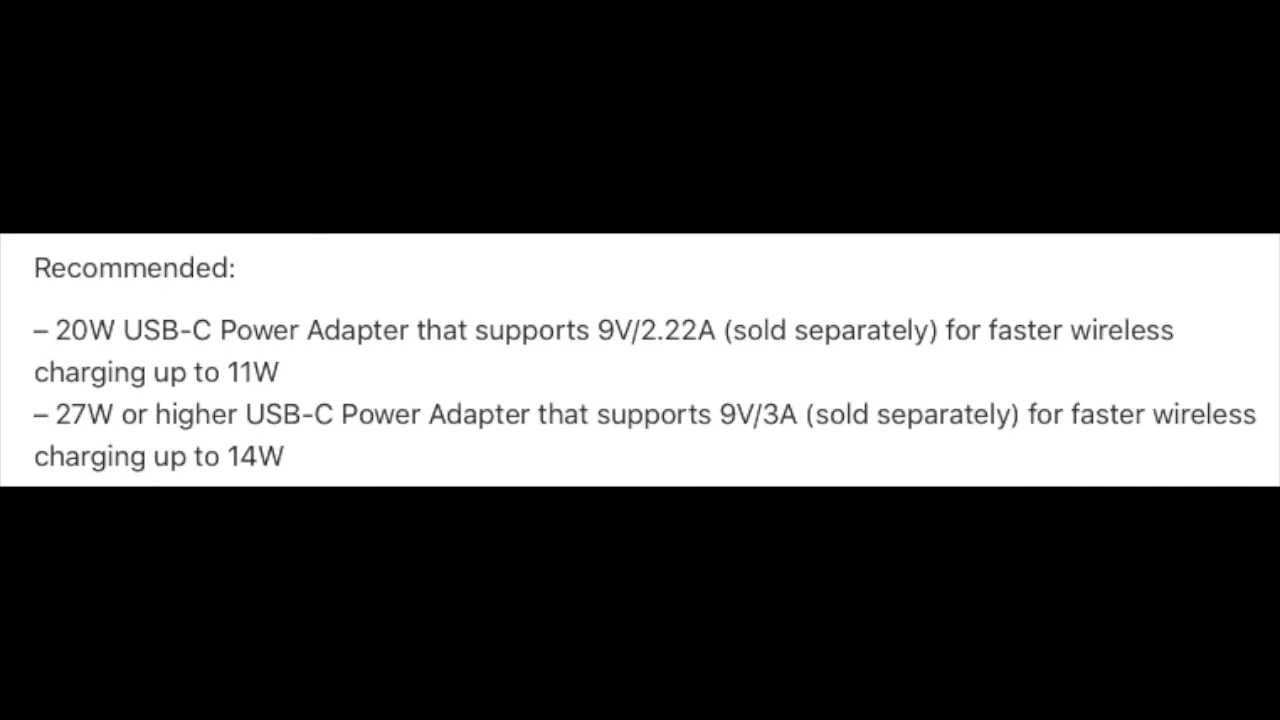 Recommended:
– 20W USB-C Power Adapter that supports 9V/2.22A (sold separately) for faster wireless
charging up to 11W
– 27W or higher USB-C Power Adapter that supports 9V/3A (sold separately) for faster wireless
charging up to 14W